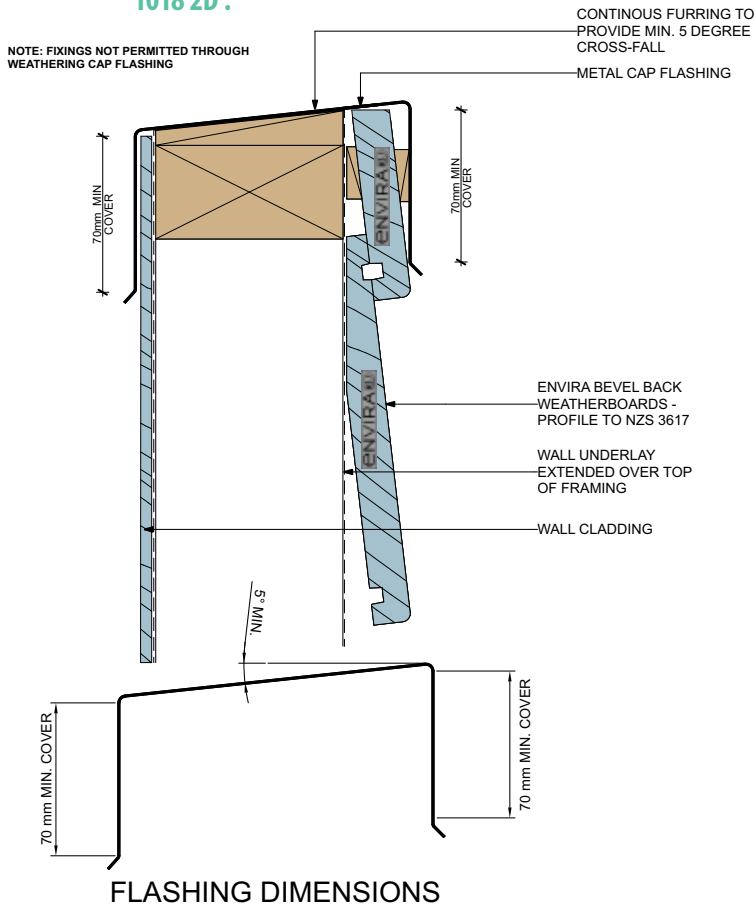 1018 2D .
NOTE: FIXINGS NOT PERMITTED THROUGH
WEATHERING CAP FLASHING
CONTINOUS FURRING TO
PROVIDE MIN. 5 DEGREE
CROSS-FALL
METAL CAP FLASHING
70mm MIN
COVER
70mm MIN
COVER
ENVIRA
ENVIRA
ENVIRA BEVEL BACK
WEATHERBOARDS -
PROFILE TO NZS 3617
WALL UNDERLAY
EXTENDED OVER TOP
OF FRAMING
WALL CLADDING
5° MIN.
70 mm MIN. COVER
70 mm MIN. COVER
FLASHING DIMENSIONS